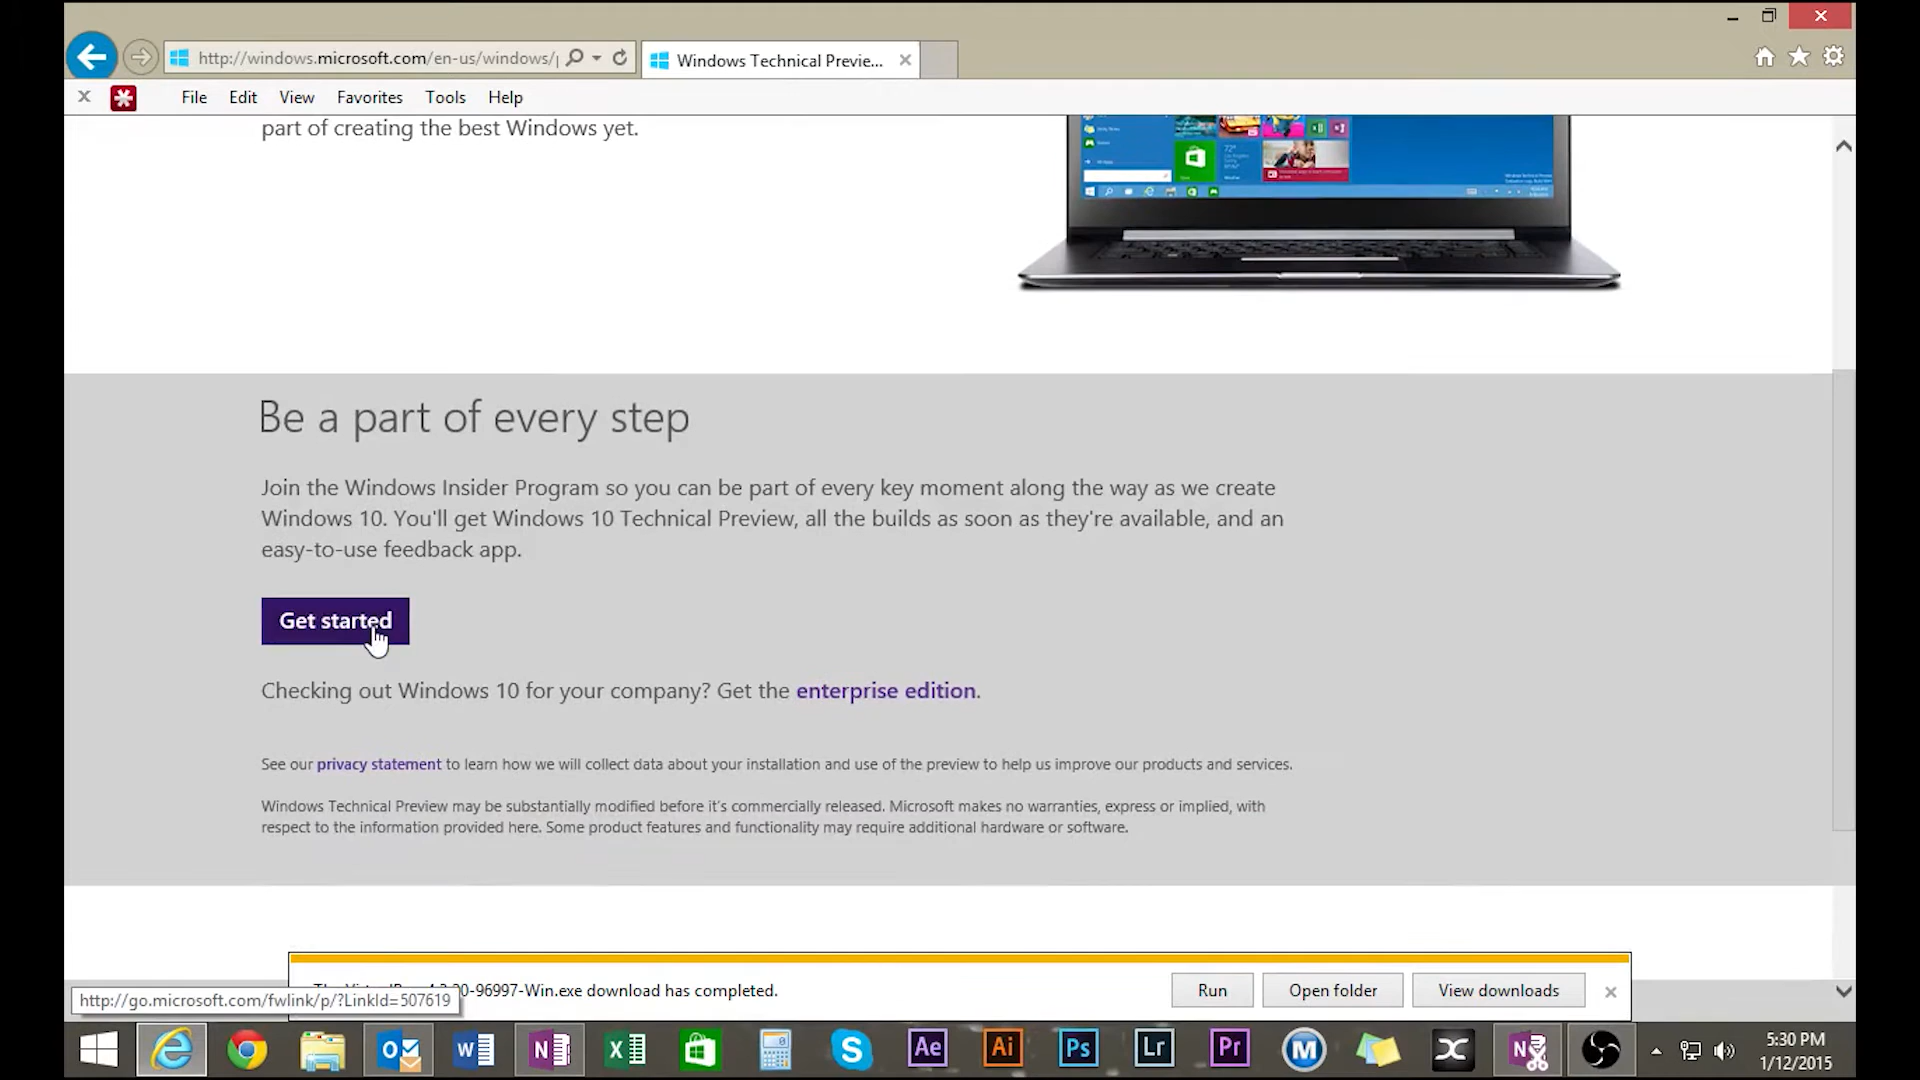 http://windows.microsoft.com/en-us/windows/
Windows Technical Previe...
File Edit View Favorites Tools Help
part of creating the best Windows yet.
Be a part of every step
Join the Windows Insider Program so you can be part of every key moment along the way as we create
Windows 10. You'll get Windows 10 Technical Preview, all the builds as soon as they're available, and an
easy-to-use feedback app.
Get started
Checking out Windows 10 for your company? Get the enterprise edition.
See our privacy statement to learn how we will collect data about your installation and use of the preview to help us improve our products and services.
Windows Technical Preview may be substantially modified before it's commercially released. Microsoft makes no warranties, express or implied, with
respect to the information provided here. Some product features and functionality may require additional hardware or software.
96997-Win.exe download has completed.
Run Open folder View downloads
http://go.microsoft.com/fwlink/p/?LinkId=507619
Ae Ai Ps Lr Pr
5:30 PM
1/12/2015